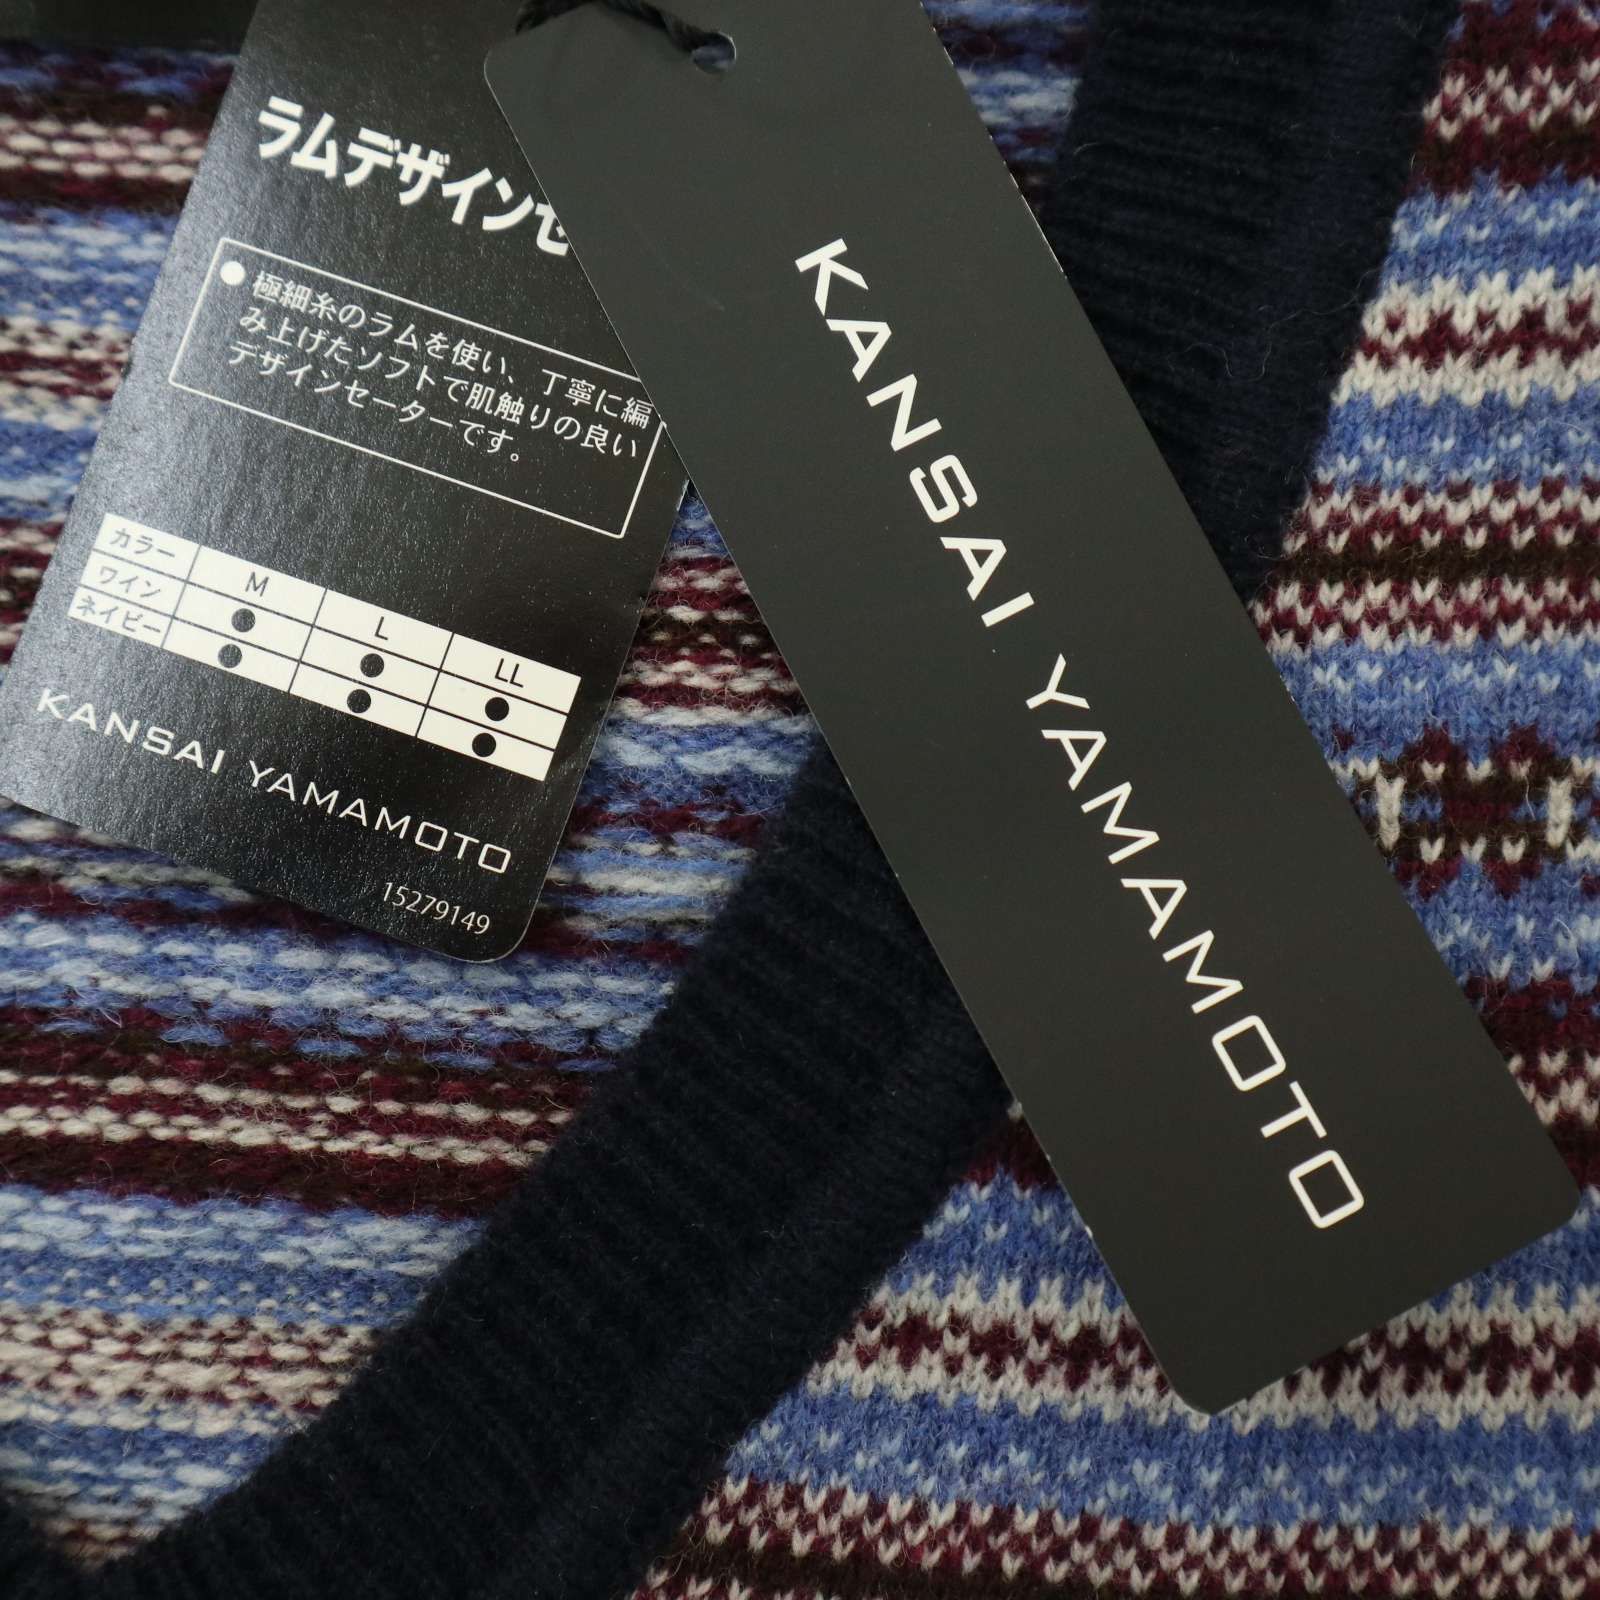 ラムデザインセ
●極細糸のラムを使い、丁寧に編
み上げたソフトで肌触りの良い
デザインセーターです。
カラー M L LL
ワイン ● ● ●
ネイビー ● ● ●
KANSAI YAMAMOTO
15279149
KANSAI YAMAMOTO